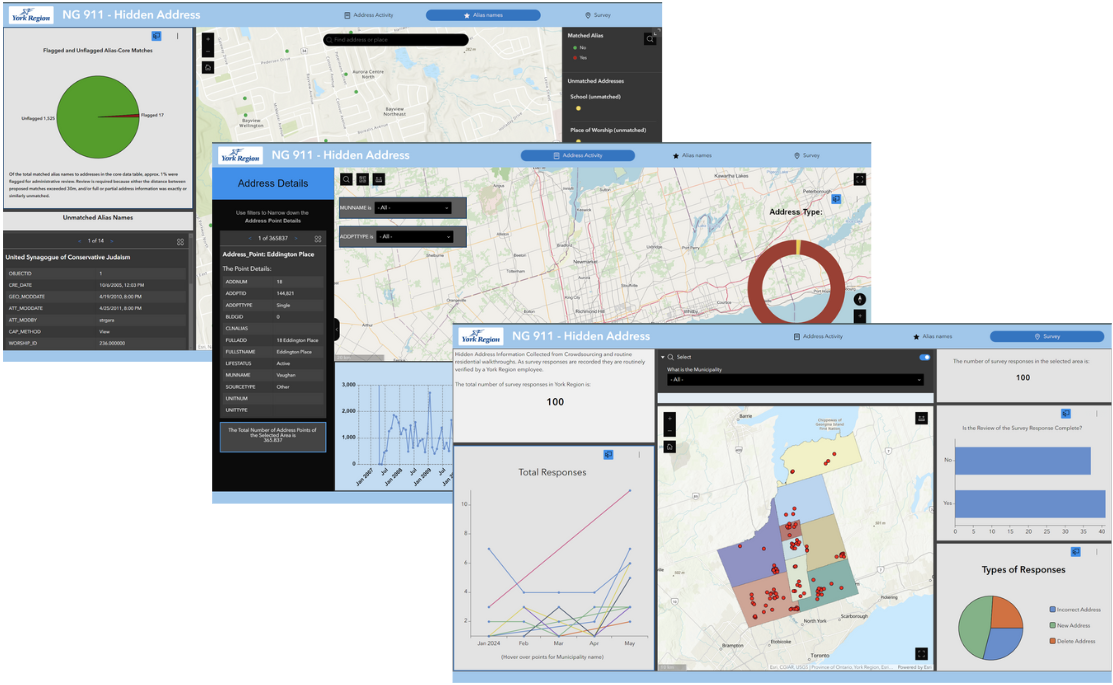 York Region
NG 911 - Hidden Address
Address Activity
Alias names
Survey
Flagged and Unflagged Alias-Core Matches
Unflagged 1,525
Flagged 17
Of the total matched alias names to addresses in the core data table, approx. 1% were
flagged for administrative review. Review is required because either the distance between
proposed matches exceeded 30m, and/or full or partial address information was exactly or
similarly unmatched.
Unmatched Alias Names
1 of 14
United Synagogue of Conservative Judaism
OBJECTID
1
CRE_DATE
10/6/2005, 12:03 PM
GEO_MODDATE
4/19/2010, 8:00 PM
ATT_MODDATE
4/25/2011, 8:00 PM
ATT_MODBY
CAP_METHOD
View
WORSHIP_ID
236.000000
Find address or place
Aurora Centre
North
Bayview
Northeast
Bayview
Wellington
Matched Alias
No
Yes
Unmatched Addresses
School (unmatched)
Place of Worship (unmatched)
York Region
NG 911 - Hidden Address
Address Activity
Alias names
Survey
Address Details
Use filters to Narrow down the
Address Point Details
1 of 365837
Address_Point: Eddington Place
The Point Details:
ADDNUM
18
ADDPTID
144,821
ADDPTTYPE
Single
BLDGID
0
CLNALIAS
FULLADD
18 Eddington Place
FULLSTNAME
Eddington Place
LIFESTATUS
Active
MUNNAME
Vaughan
SOURCETYPE
Other
UNITNUM
UNITTYPE
The Total Number of Address Points of
the Selected Area is
365,837
MUNNAME is
- All -
ADDPTTYPE is
- All -
Kawartha Lakes
Peterborough
Newmarket
King City
Richmond Hill
Address Type:
3,000
2,000
1,000
0
Jan 2007
Jul
Jan 2008
Jul
Jan 2009
Jul
York Region
NG 911 - Hidden Address
Address Activity
Alias names
Survey
Hidden Address Information Collected from Crowdsourcing and routine
residential walkthroughs. As survey responses are recorded they are routinely
verified by a York Region employee.
The total number of survey responses in York Region is:
100
Total Responses
10
8
6
4
2
Jan 2024
Feb
Mar
Apr
May
(Hover over points for Municipality name)
Select
What is the Municipality
- All -
Barrie
Chippewas of
Georgina Island
First Nation
Pickering
Scarborough
North York
Etobicoke
Brampton
Toronto
Esri, CGIAR, USGS | Province of Ontario, York Region, Esri ...
Powered by Esri
The number of survey responses in the selected area is:
100
Is the Review of the Survey Response Complete?
No
Yes
0
5
10
15
20
25
30
35
40
Types of Responses
Incorrect Address
New Address
Delete Address